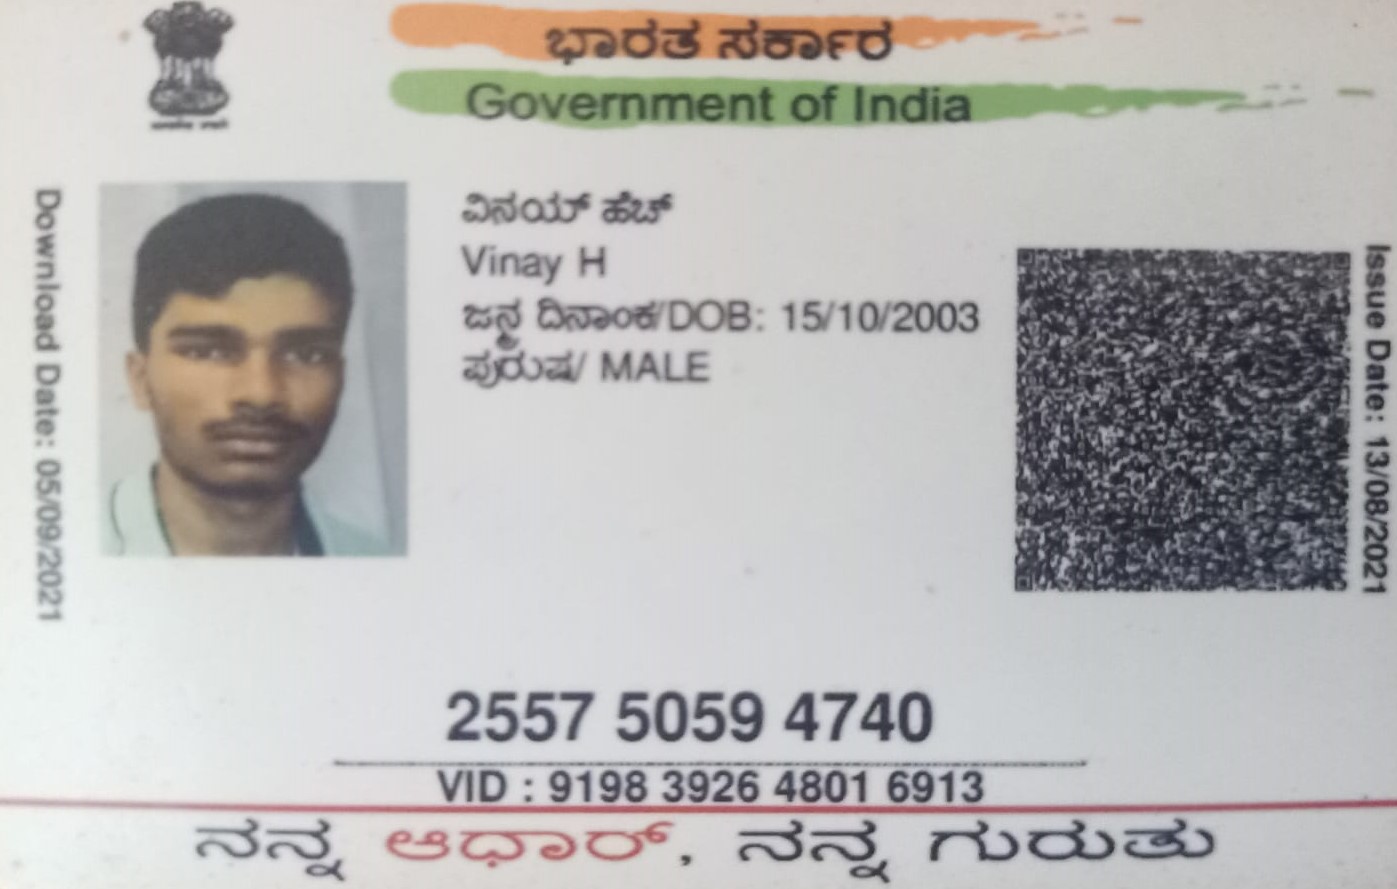 ಭಾರತ ಸರ್ಕಾರ
Government of India
Download Date: 05/09/2021
ವಿನಯ್ ಹೆಚ್
Vinay H
ಜನ್ಮ ದಿನಾಂಕ/DOB: 15/10/2003
ಪುರುಷ/ MALE
Issue Date: 13/08/2021
2557 5059 4740
VID : 9198 3926 4801 6913
ನನ್ನ ಆಧಾರ್, ನನ್ನ ಗುರುತು